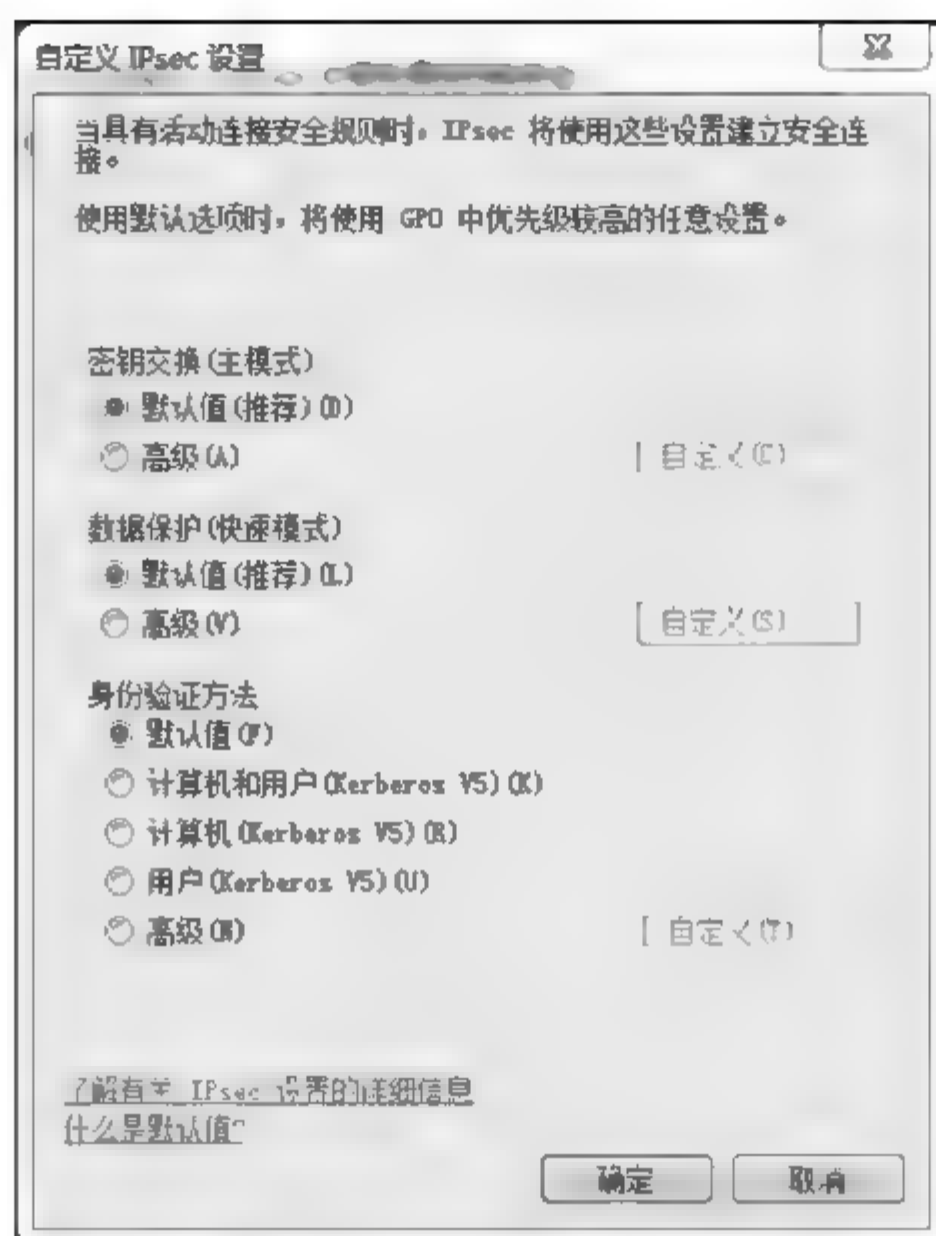 自定义 IPsec 设置
当具有活动连接安全规则时，IPsec 将使用这些设置建立安全连
接。
使用默认选项时，将使用 GPO 中优先级较高的任意设置。
密钥交换(主模式)
默认值(推荐)(D)
高级(A)
自定义(C)
数据保护(快速模式)
默认值(推荐)(L)
高级(V)
自定义(S)
身份验证方法
默认值(F)
计算机和用户(Kerberos V5)(K)
计算机(Kerberos V5)(R)
用户(Kerberos V5)(U)
高级(N)
自定义(T)
了解有关 IPsec 设置的详细信息
什么是默认值?
确定
取消